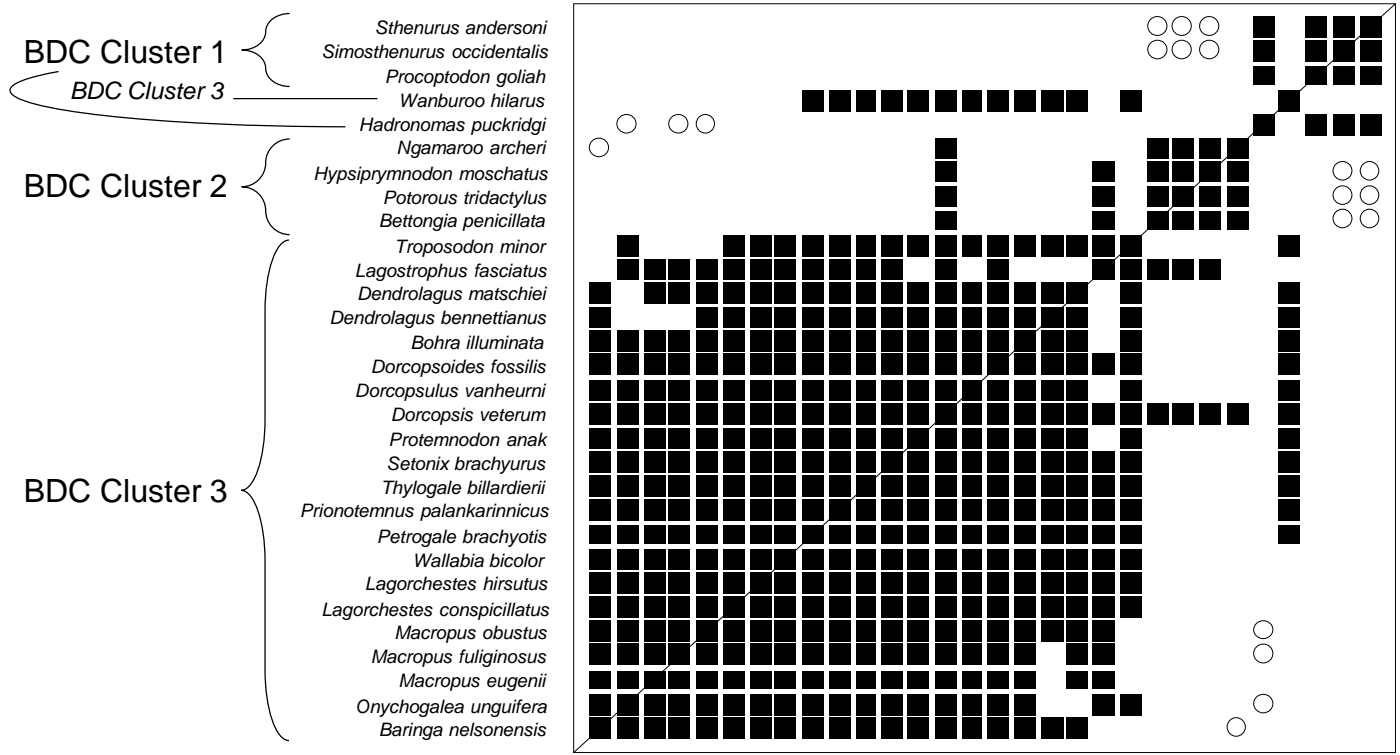 Sthenurus andersoni
BDC Cluster 1
Simosthenurus occidentalis
Procoptodon goliah
BDC Cluster 3
Wanburoo hilarus
Hadronomas puckridgi
Ngamaroo archeri
Hypsiprymnodon moschatus
BDC Cluster 2
Potorous tridactylus
Bettongia penicillata
Troposodon minor
Lagostrophus fasciatus
Dendrolagus matschiei
Dendrolagus bennettianus
Bohra illuminata
Dorcopsoides fossilis
Dorcopsulus vanheurni
Dorcopsis veterum
Protemnodon anak
Setonix brachyurus
BDC Cluster 3
Thylogale billardierii
Prionotemnus palankarinnicus
Petrogale brachyotis
Wallabia bicolor
Lagorchestes hirsutus
Lagorchestes conspicillatus
Macropus obustus
Macropus fuliginosus
Macropus eugenii
Onychogalea unguifera
Baringa nelsonensis